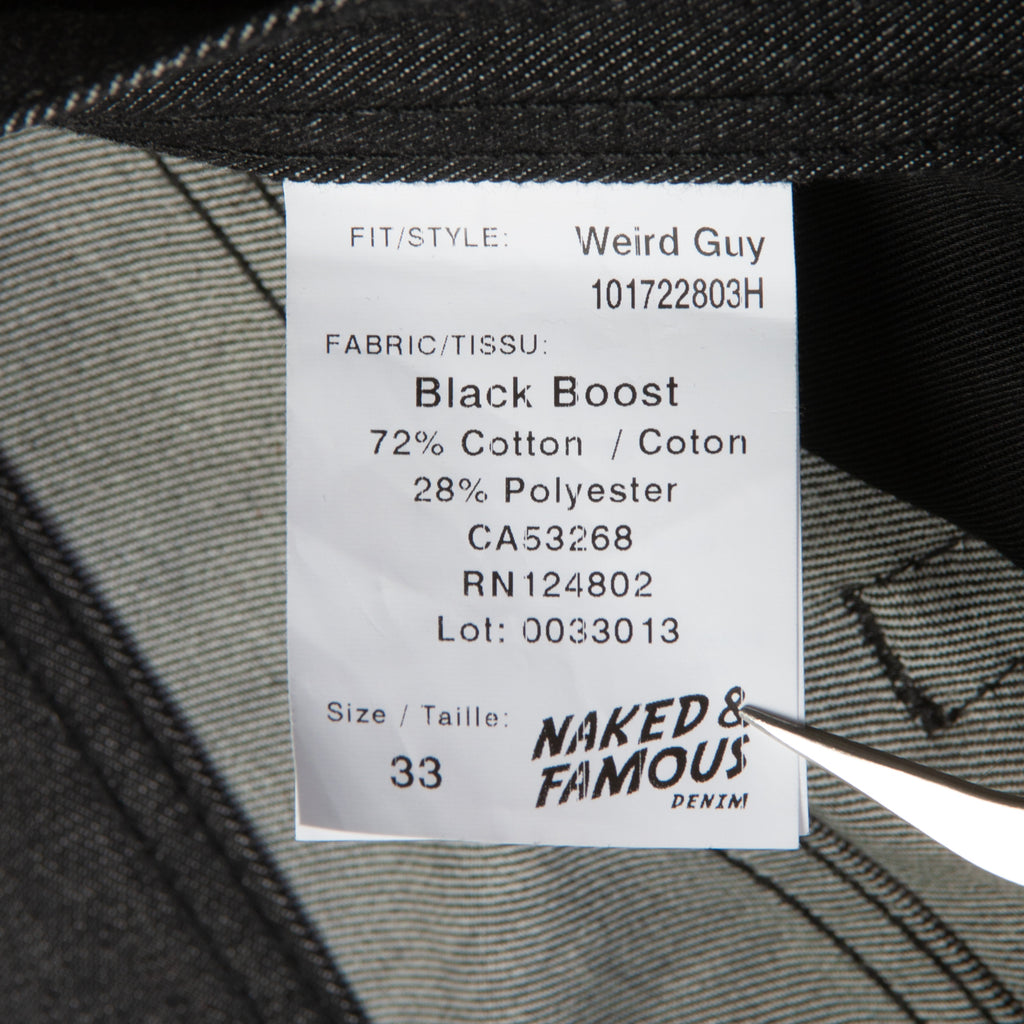 FIT/STYLE: Weird Guy
101722803H
FABRIC/TISSU:
Black Boost
72% Cotton / Coton
28% Polyester
CA53268
RN124802
Lot: 0033013
Size / Taille:
33
NAKED &
FAMOUS
DENIM